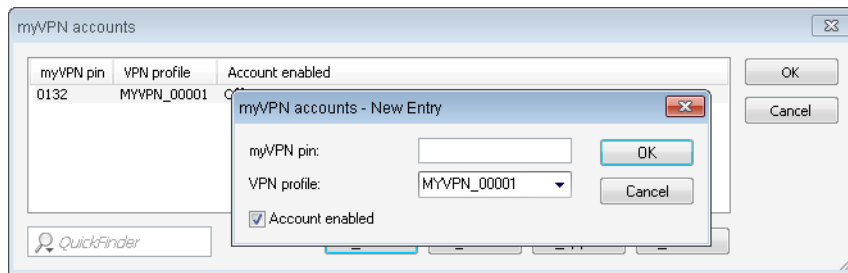 myVPN accounts
myVPN pin VPN profile Account enabled
0132 MYVPN_00001
OK
Cancel
myVPN accounts - New Entry
myVPN pin:
OK
VPN profile: MYVPN_00001
Cancel
Account enabled
QuickFinder